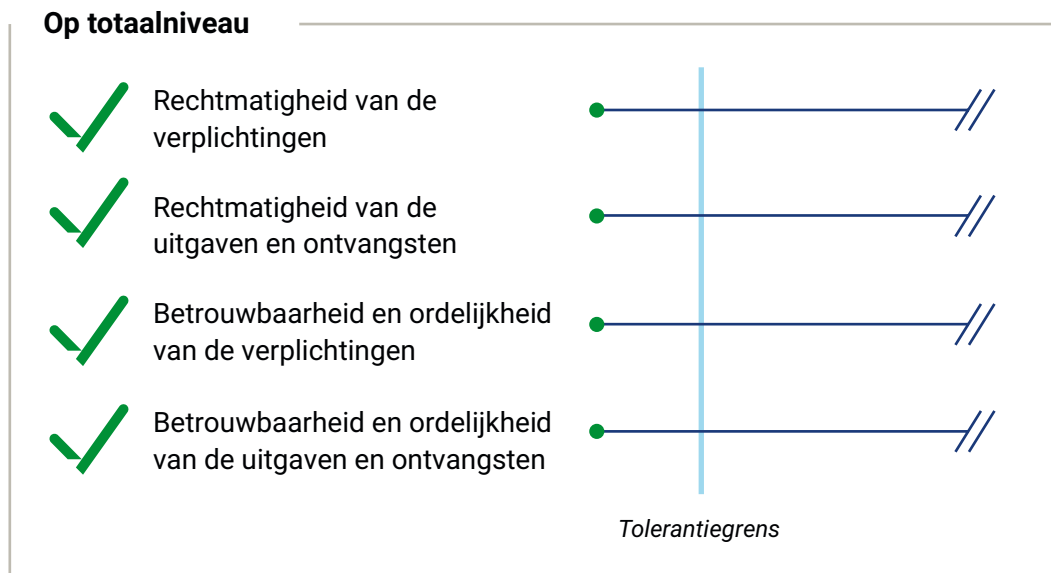 Op totaalniveau
Rechtmatigheid van de
verplichtingen
Rechtmatigheid van de
uitgaven en ontvangsten
Betrouwbaarheid en ordelijkheid
van de verplichtingen
Betrouwbaarheid en ordelijkheid
van de uitgaven en ontvangsten
Tolerantiegrens